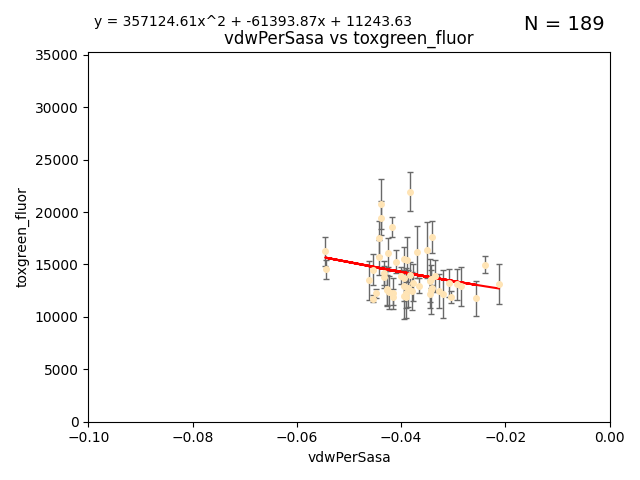 y = 357124.61x^2 + -61393.87x + 11243.63
N = 189
vdwPerSasa vs toxgreen_fluor
toxgreen_fluor
35000
30000
25000
20000
15000
10000
5000
0
−0.10
−0.08
−0.06
−0.04
−0.02
0.00
vdwPerSasa